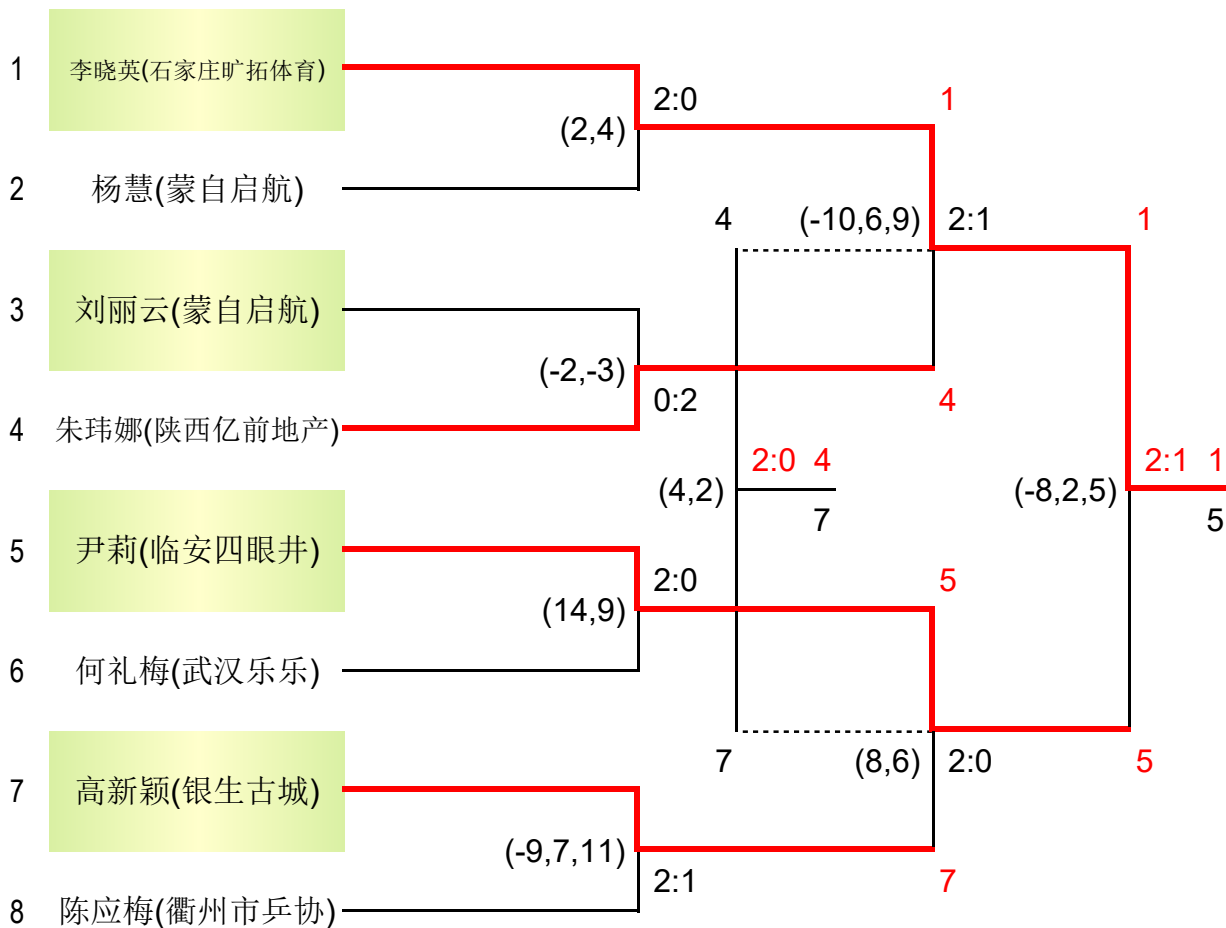 1 李晓英(石家庄旷拓体育)
2:0 1
(2,4)
2 杨慧(蒙自启航)
4 (-10,6,9) 2:1 1
3 刘丽云(蒙自启航)
(-2,-3)
0:2 4
4 朱玮娜(陕西亿前地产)
2:0 4 2:1 1
(4,2) (-8,2,5)
7 5
5 尹莉(临安四眼井)
2:0 5
(14,9)
6 何礼梅(武汉乐乐)
7 (8,6) 2:0 5
7 高新颖(银生古城)
(-9,7,11)
2:1 7
8 陈应梅(衢州市乒协)